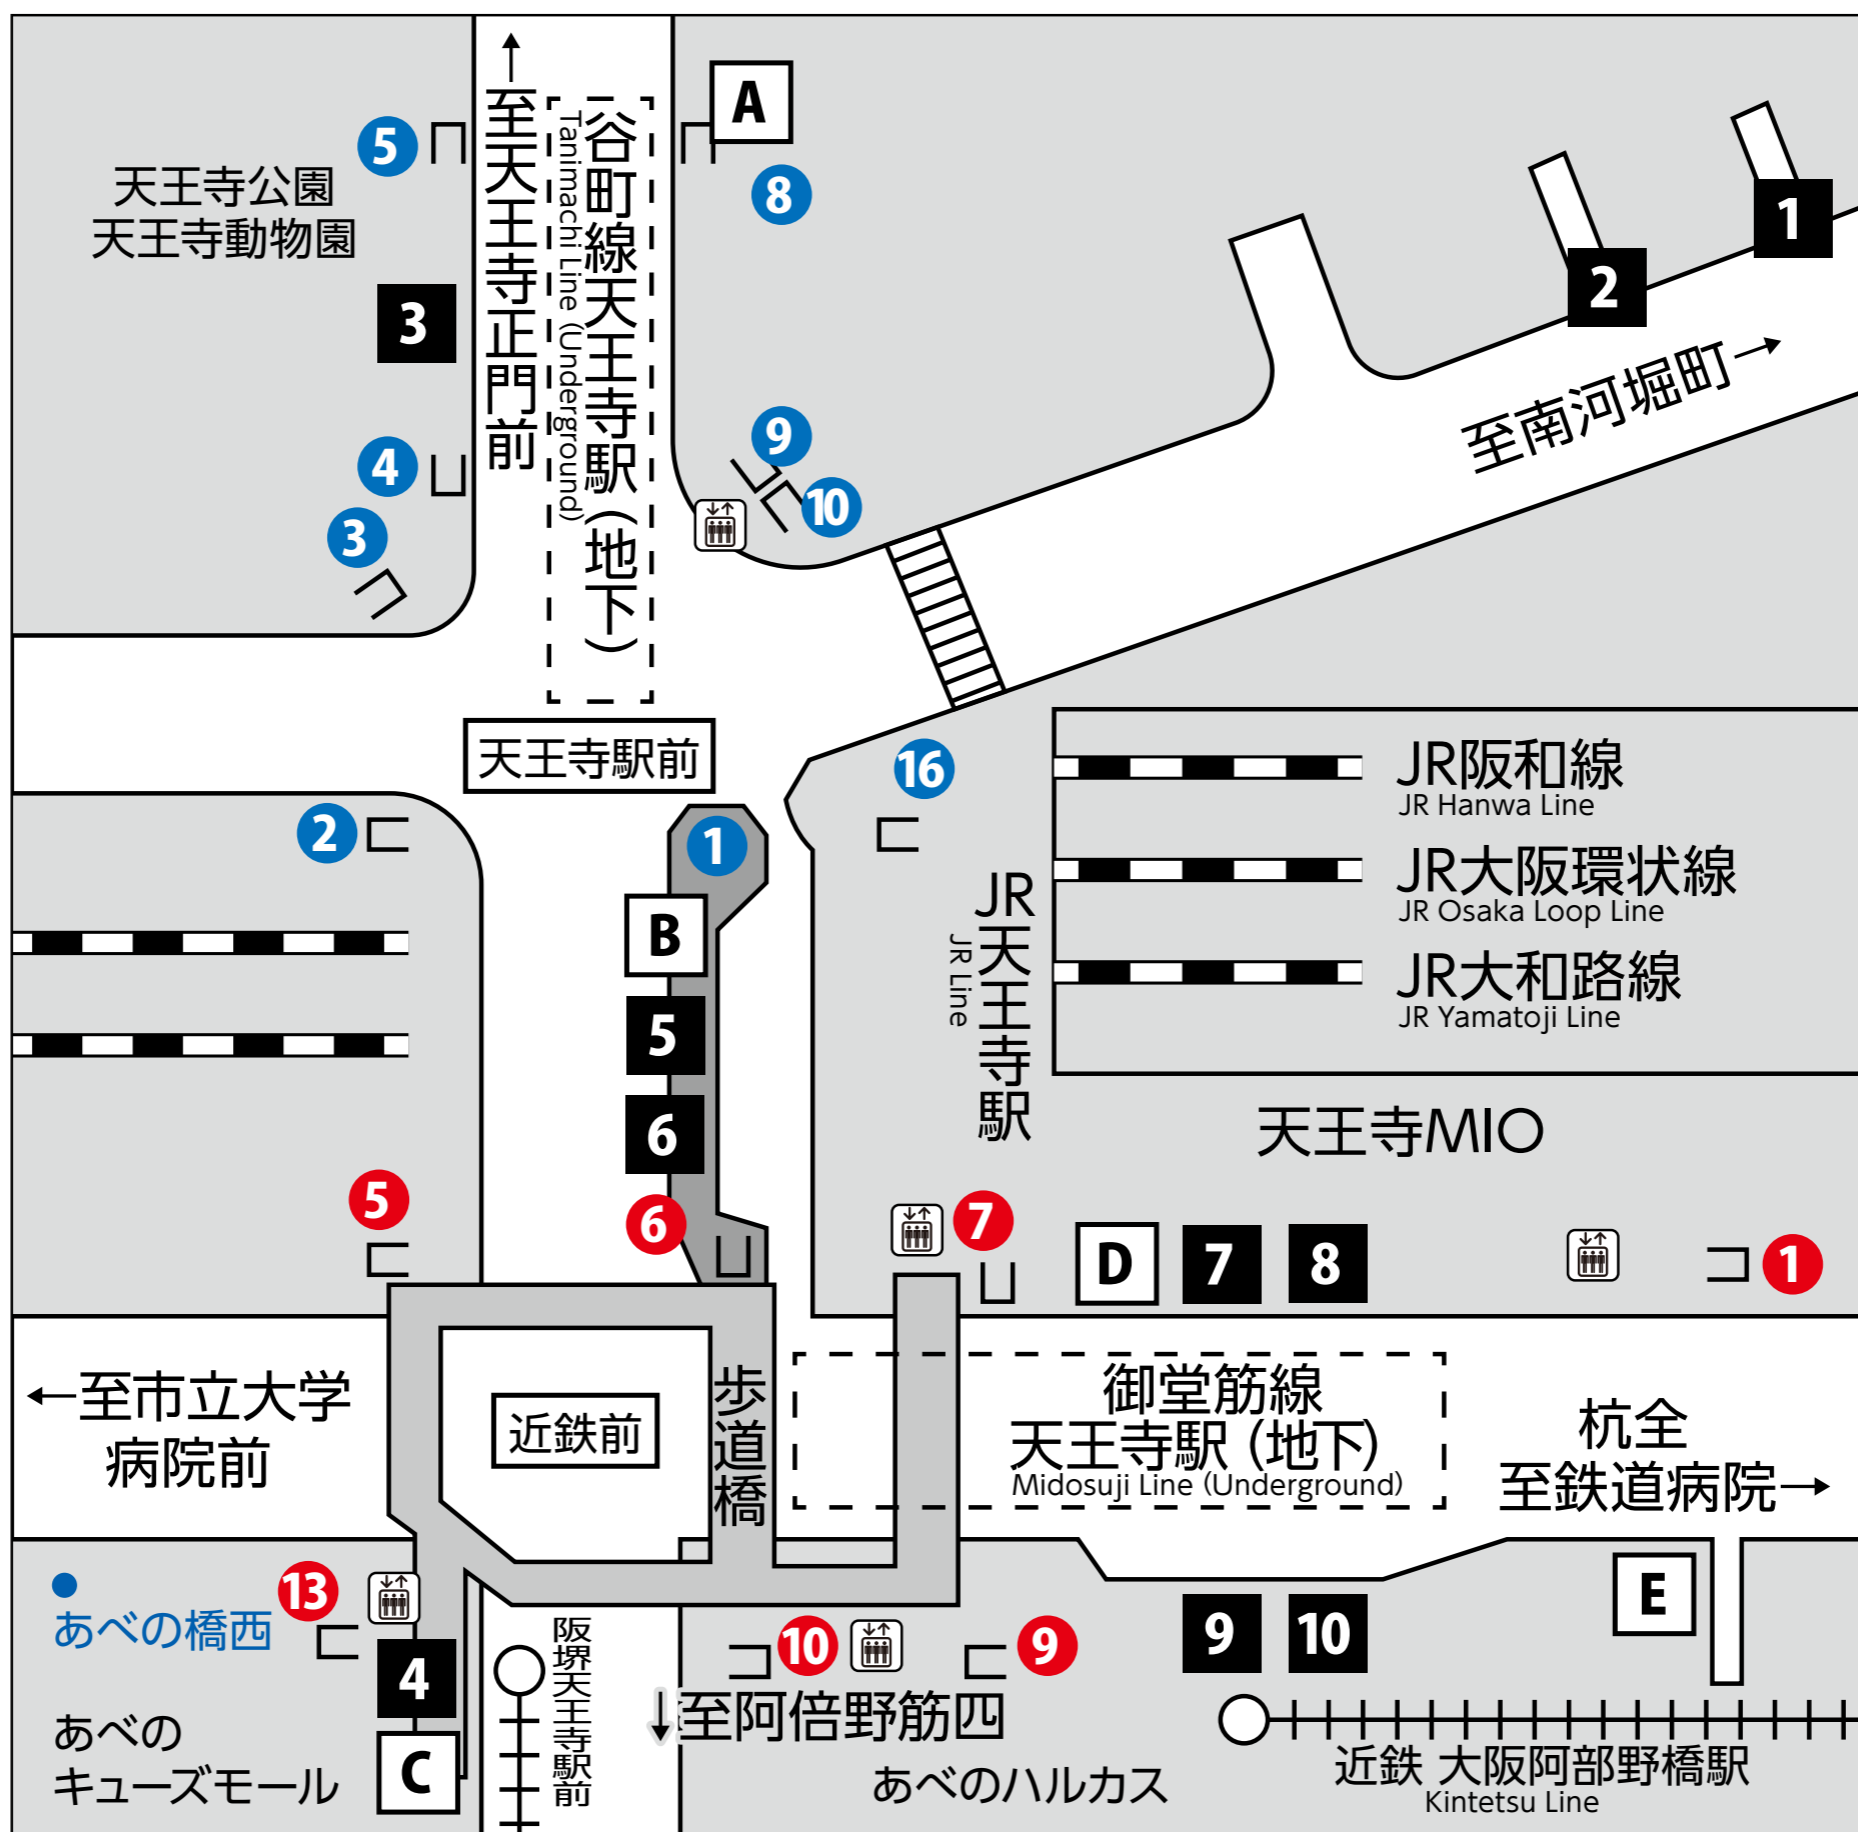 至天王寺正門前
谷町線天王寺駅（地下）
Tanimachi Line (Underground)
A
5
8
天王寺公園
天王寺動物園
1
2
3
至南河堀町
9
4
10
3
天王寺駅前
16
JR阪和線
JR Hanwa Line
2
1
JR大阪環状線
JR Osaka Loop Line
JR天王寺駅
JR Line
B
JR大和路線
JR Yamatoji Line
5
6
天王寺MIO
5
6
7
D
7
8
1
歩道橋
至市立大学
病院前
近鉄前
御堂筋線
天王寺駅（地下）
Midosuji Line (Underground)
杭全
至鉄道病院
13
あべの橋西
E
阪堺天王寺駅前
10
9
9
10
4
至阿倍野筋四
あべの
キューズモール
C
あべのハルカス
近鉄 大阪阿部野橋駅
Kintetsu Line